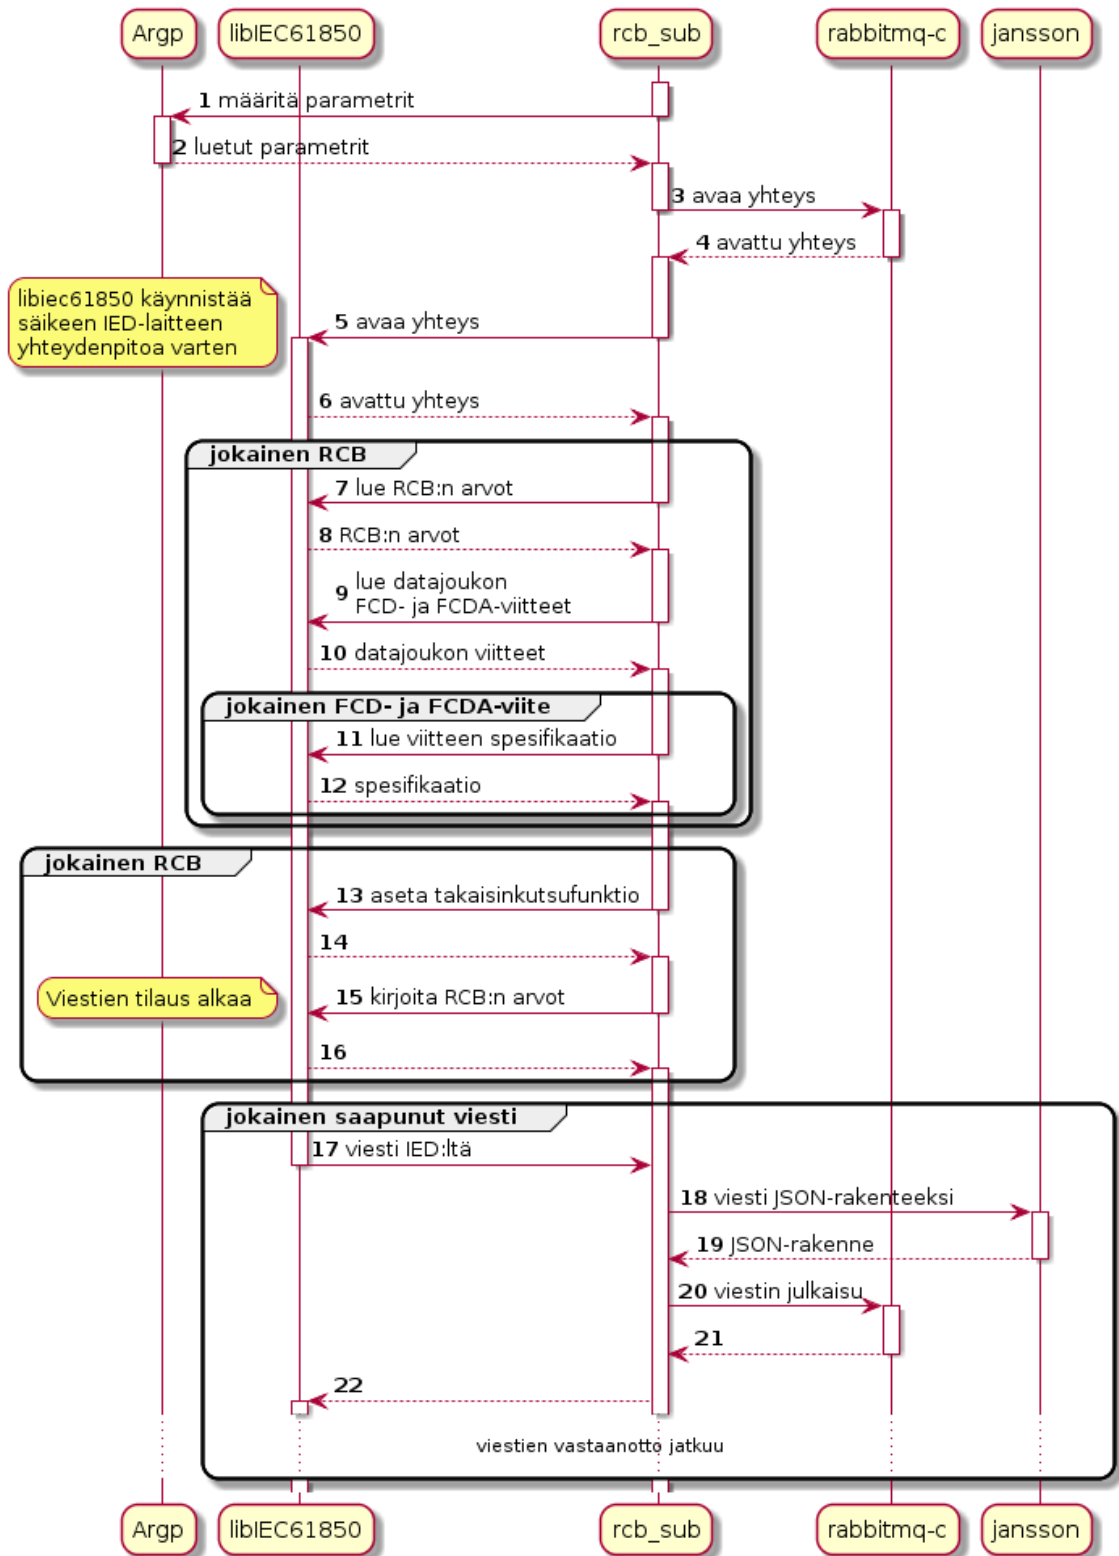 Argp
libIEC61850
rcb_sub
rabbitmq-c
jansson
1 määritä parametrit
2 luetut parametrit
3 avaa yhteys
4 avattu yhteys
libiec61850 käynnistää
säikeen IED-laitteen
yhteydenpitoa varten
5 avaa yhteys
6 avattu yhteys
jokainen RCB
7 lue RCB:n arvot
8 RCB:n arvot
9 lue datajoukon
FCD- ja FCDA-viitteet
10 datajoukon viitteet
jokainen FCD- ja FCDA-viite
11 lue viitteen spesifikaatio
12 spesifikaatio
jokainen RCB
13 aseta takaisinkutsufunktio
14
Viestien tilaus alkaa
15 kirjoita RCB:n arvot
16
jokainen saapunut viesti
17 viesti IED:ltä
18 viesti JSON-rakenteeksi
19 JSON-rakenne
20 viestin julkaisu
21
22
viestien vastaanotto jatkuu
Argp
libIEC61850
rcb_sub
rabbitmq-c
jansson